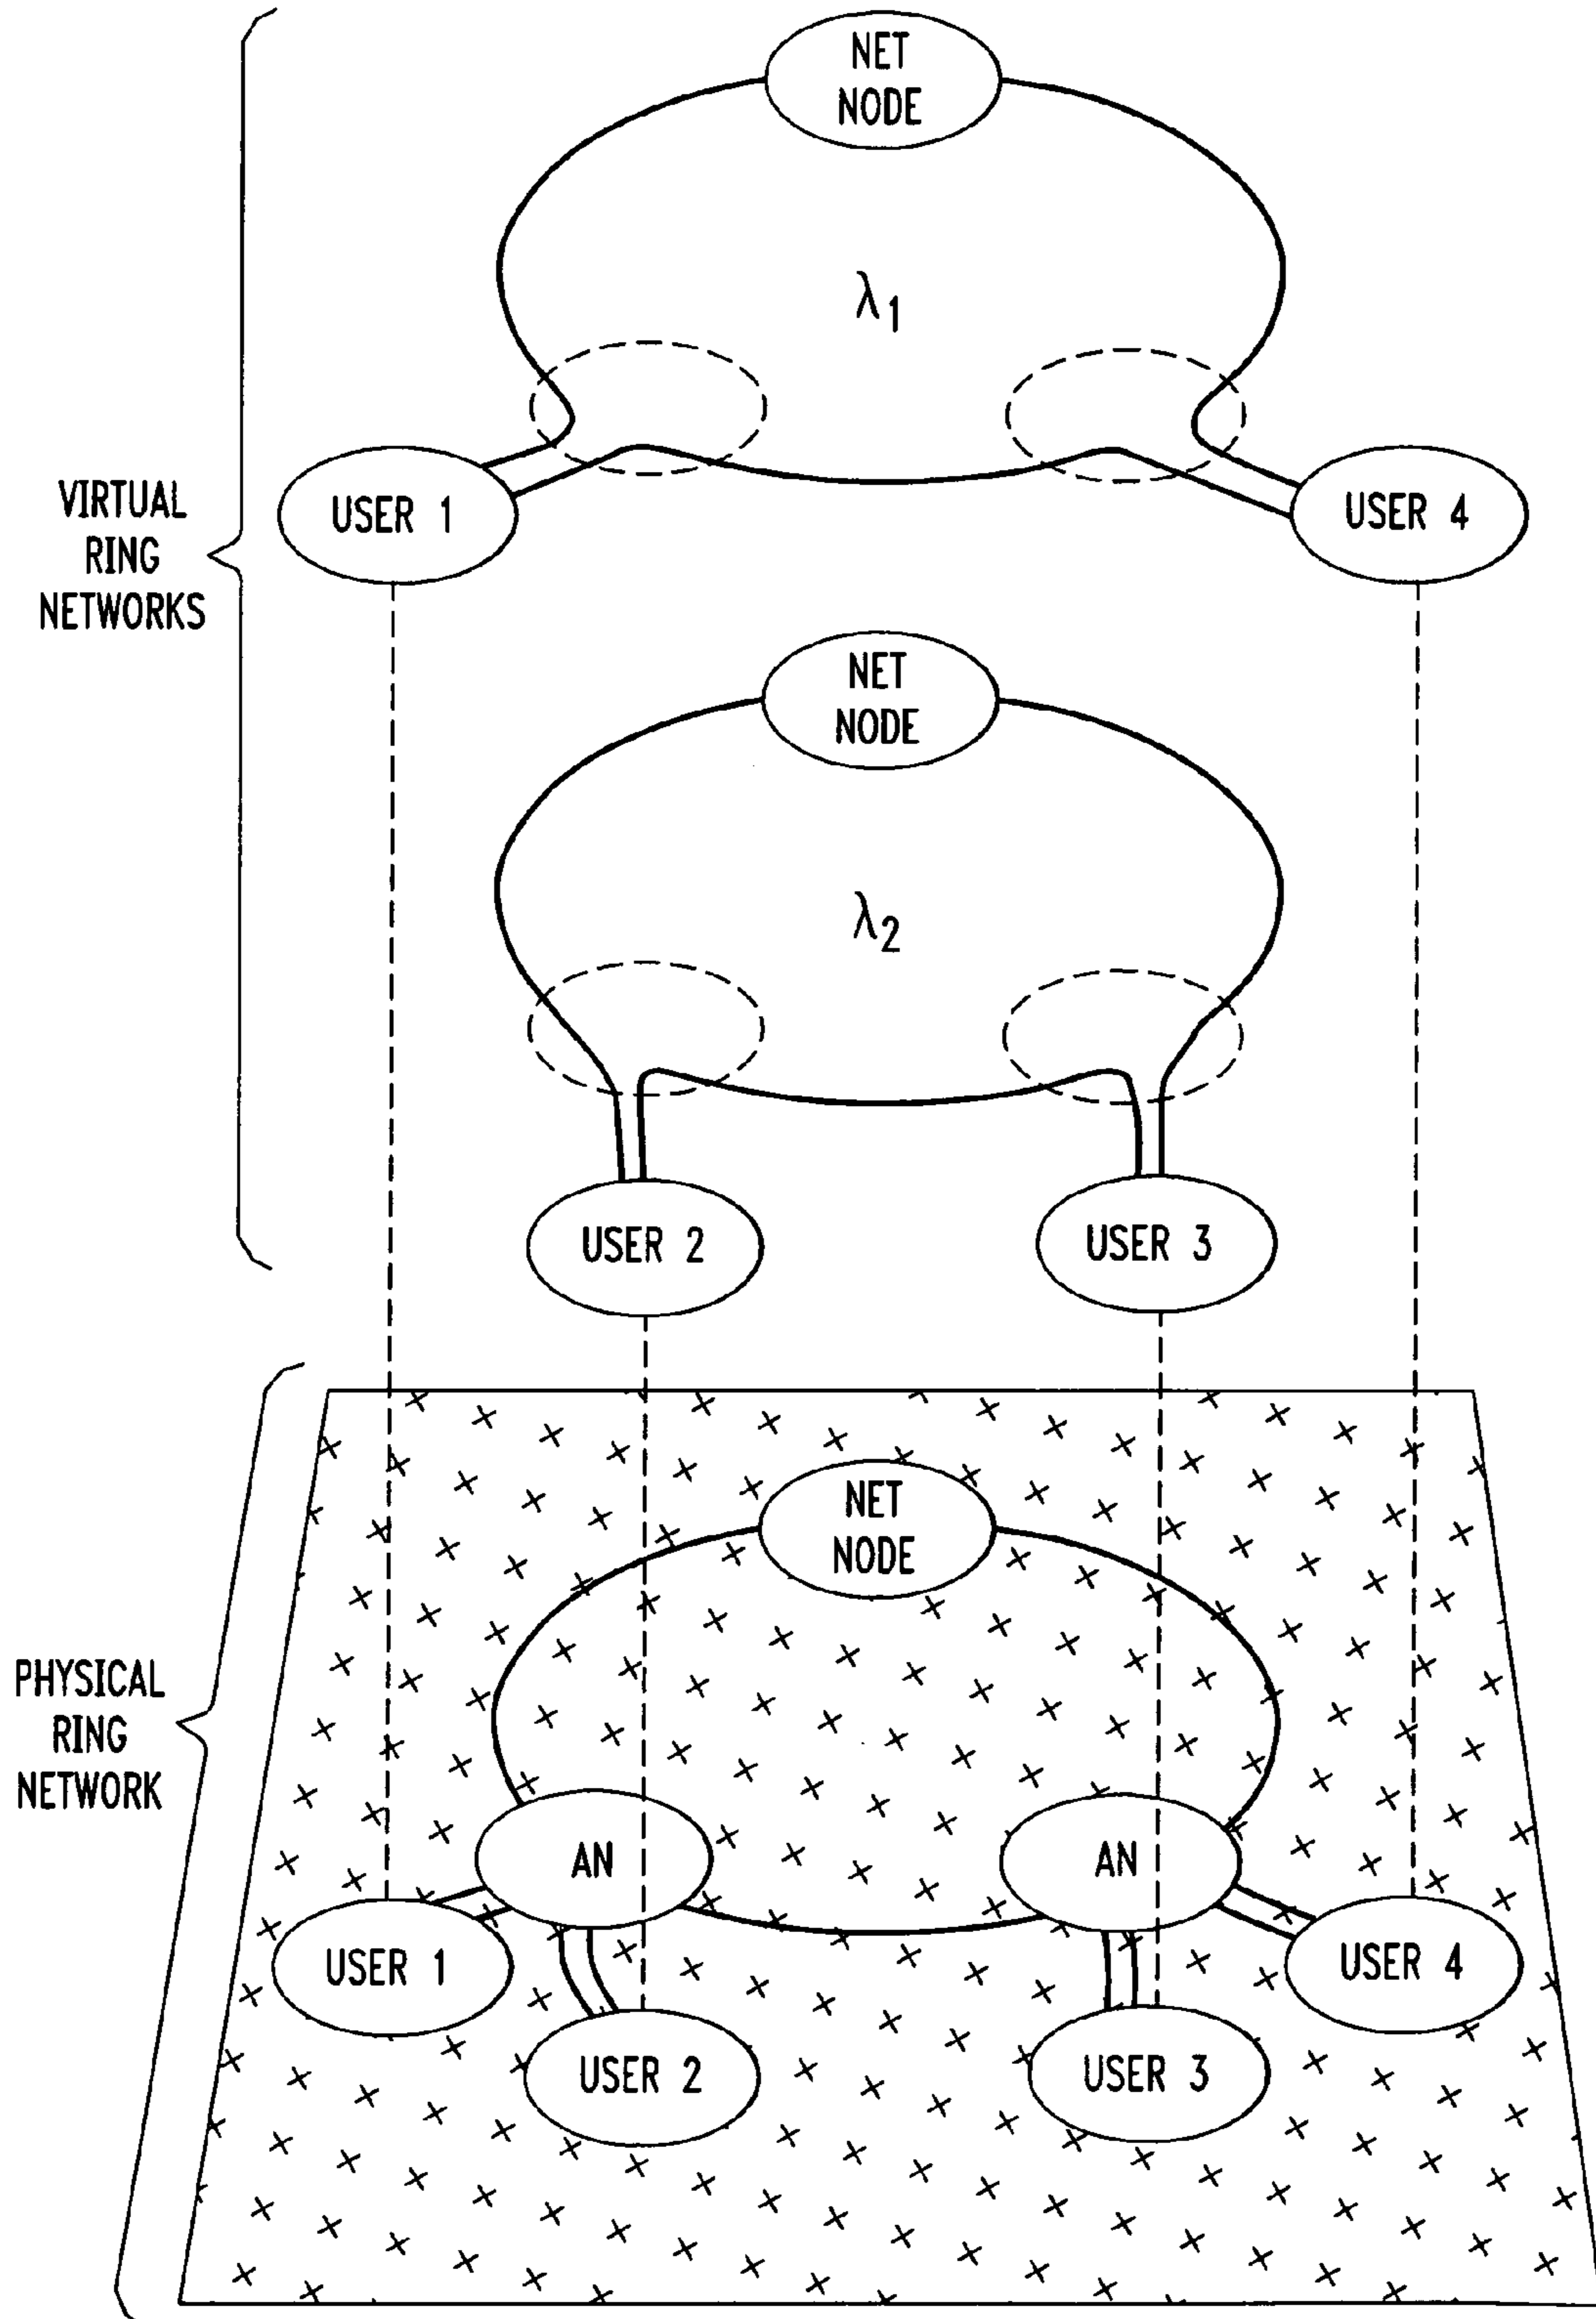 NET
NODE
λ1
USER 1
USER 4
VIRTUAL
RING
NETWORKS
NET
NODE
λ2
USER 2
USER 3
NET
NODE
PHYSICAL
RING
NETWORK
AN
AN
USER 1
USER 4
USER 2
USER 3